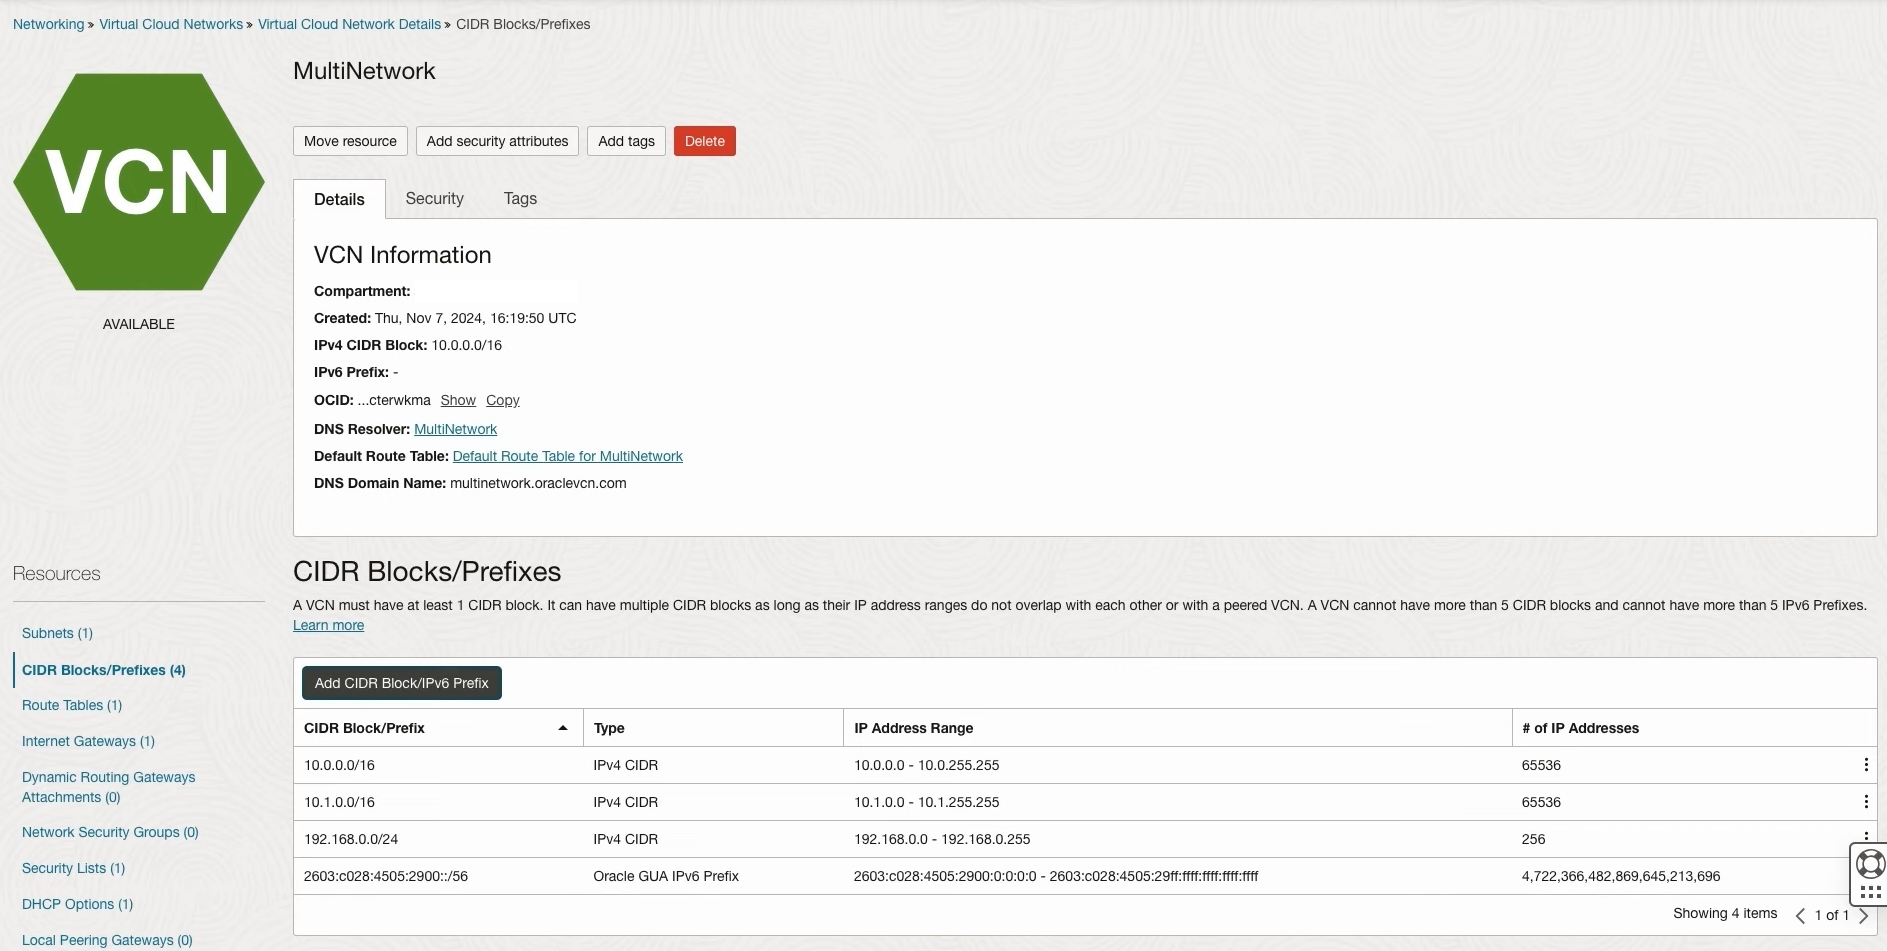 Networking » Virtual Cloud Networks » Virtual Cloud Network Details » CIDR Blocks/Prefixes
VCN
AVAILABLE
MultiNetwork
Move resource Add security attributes Add tags Delete
Details Security Tags
VCN Information
Compartment:
Created: Thu, Nov 7, 2024, 16:19:50 UTC
IPv4 CIDR Block: 10.0.0.0/16
IPv6 Prefix: -
OCID: ...cterwkma Show Copy
DNS Resolver: MultiNetwork
Default Route Table: Default Route Table for MultiNetwork
DNS Domain Name: multinetwork.oraclevcn.com
Resources
Subnets (1)
CIDR Blocks/Prefixes (4)
Route Tables (1)
Internet Gateways (1)
Dynamic Routing Gateways
Attachments (0)
Network Security Groups (0)
Security Lists (1)
DHCP Options (1)
Local Peering Gateways (0)
CIDR Blocks/Prefixes
A VCN must have at least 1 CIDR block. It can have multiple CIDR blocks as long as their IP address ranges do not overlap with each other or with a peered VCN. A VCN cannot have more than 5 CIDR blocks and cannot have more than 5 IPv6 Prefixes.
Learn more
Add CIDR Block/IPv6 Prefix
CIDR Block/Prefix Type IP Address Range # of IP Addresses
10.0.0.0/16 IPv4 CIDR 10.0.0.0 - 10.0.255.255 65536
10.1.0.0/16 IPv4 CIDR 10.1.0.0 - 10.1.255.255 65536
192.168.0.0/24 IPv4 CIDR 192.168.0.0 - 192.168.0.255 256
2603:c028:4505:2900::/56 Oracle GUA IPv6 Prefix 2603:c028:4505:2900:0:0:0:0 - 2603:c028:4505:29ff:ffff:ffff:ffff:ffff 4,722,366,482,869,645,213,696
Showing 4 items 1 of 1